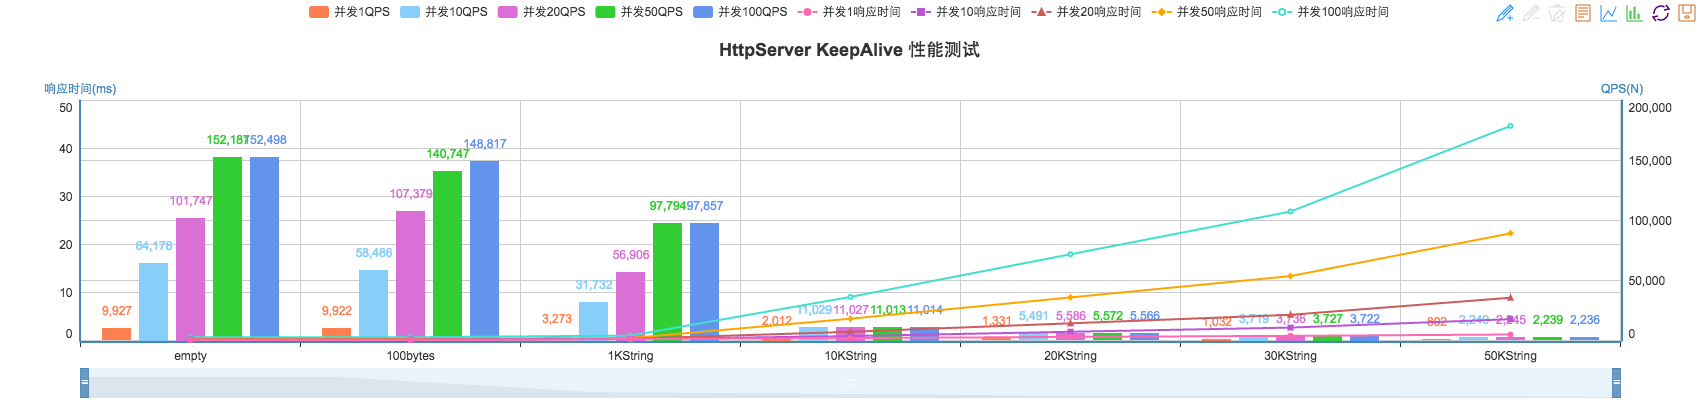 并发1QPS 并发10QPS 并发20QPS 并发50QPS 并发100QPS 并发1响应时间 并发10响应时间 并发20响应时间 并发50响应时间 并发100响应时间
HttpServer KeepAlive 性能测试
响应时间(ms) QPS(N)
50 200,000
40 150,000
30 100,000
20 50,000
10
0 0
9,927 64,178 101,747 152,181 152,498
9,922 58,486 107,379 140,747 148,817
3,273 31,732 56,906 97,794 97,857
2,012 11,029 11,027 11,013 11,014
1,331 5,491 5,586 5,572 5,566
1,032 3,719 3,736 3,727 3,722
802 2,249 2,245 2,239 2,236
empty 100bytes 1KString 10KString 20KString 30KString 50KString